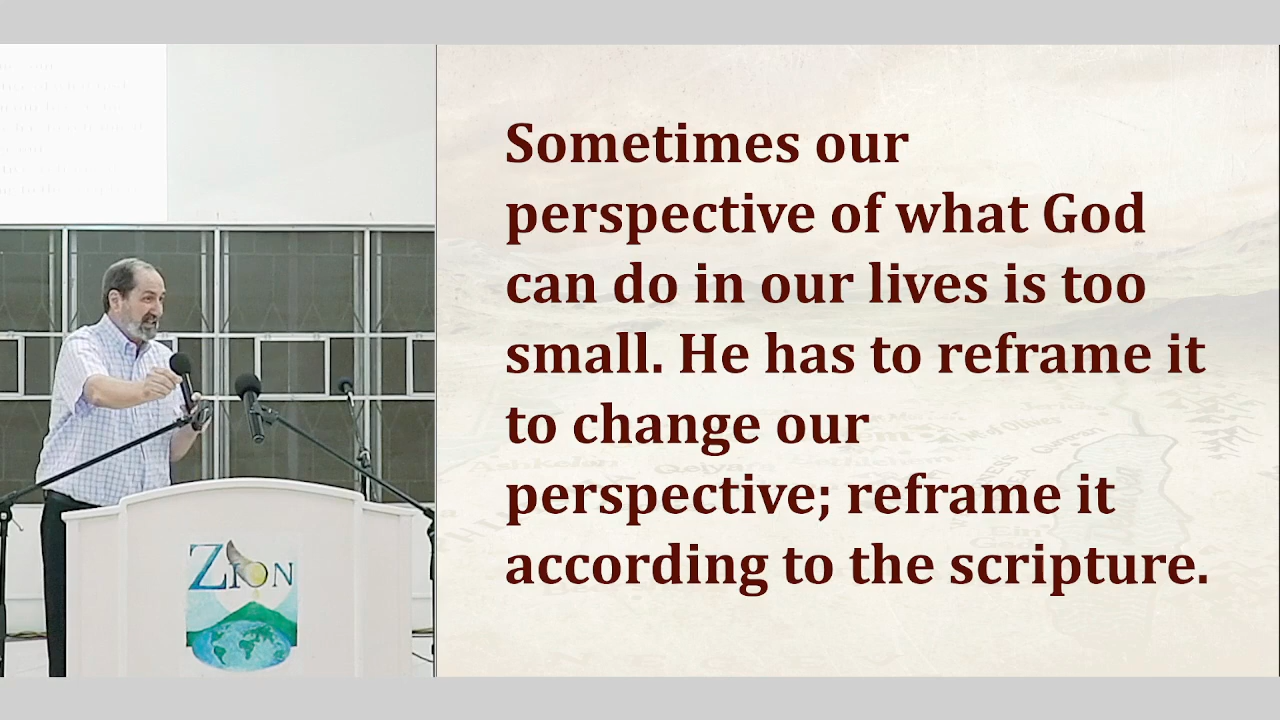 Sometimes our
perspective of what God
can do in our lives is too
small. He has to reframe it
to change our
perspective; reframe it
according to the scripture.
ZION